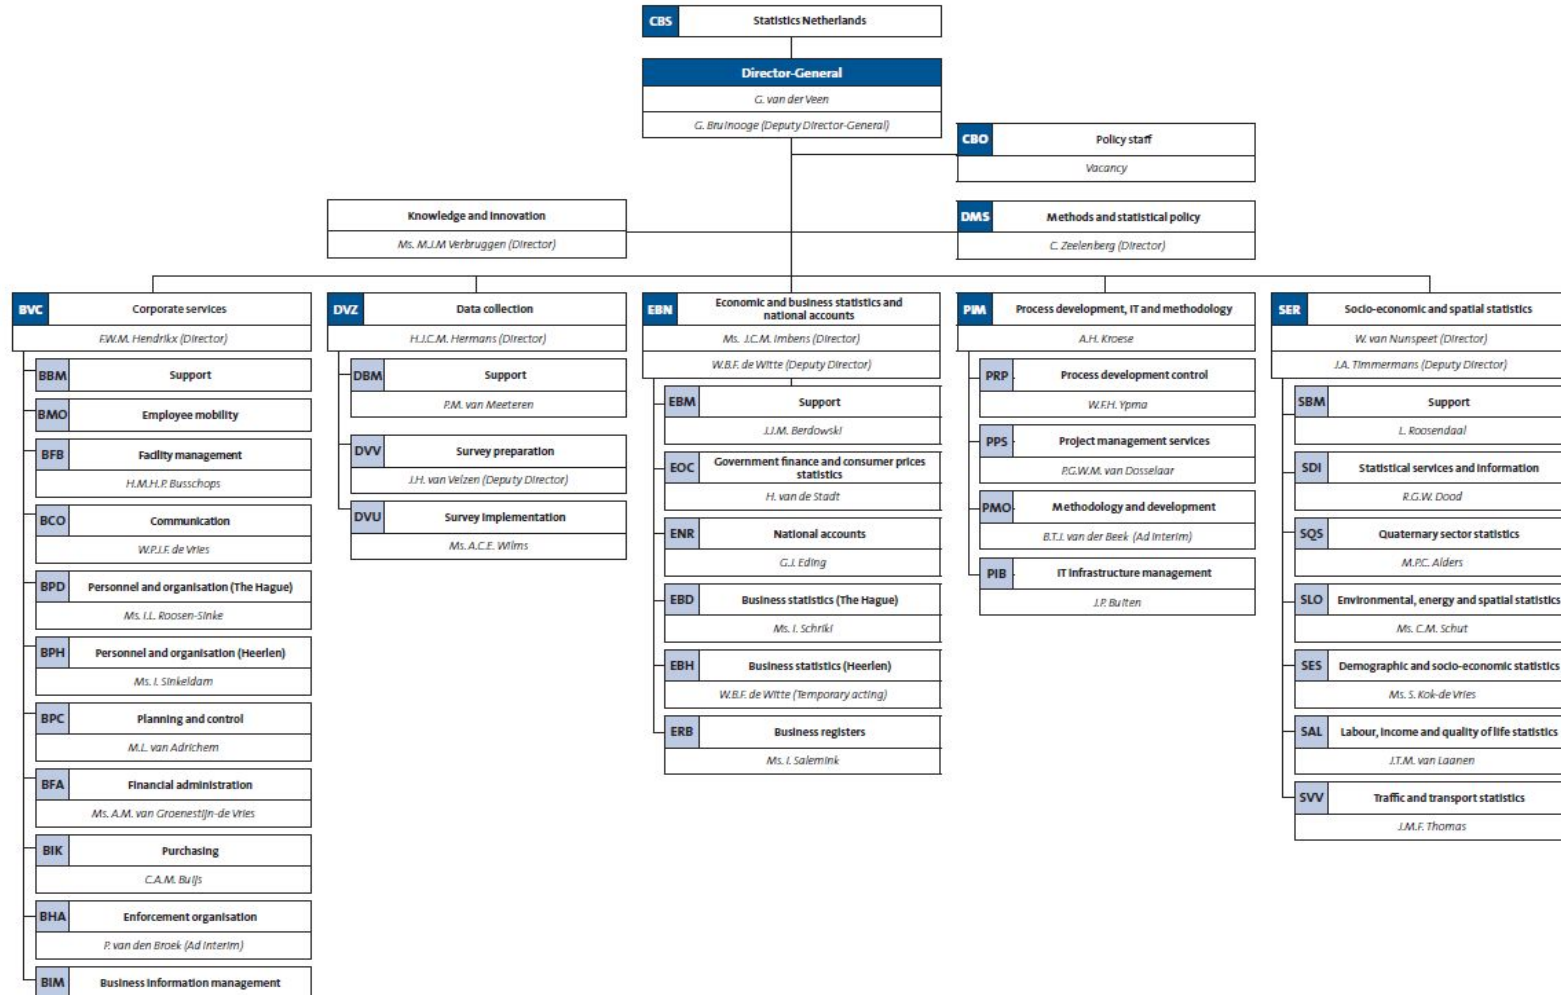 CBS Statistics Netherlands
Director-General
G. van der Veen
G. Bruinooge (Deputy Director-General)
CBO Policy staff
Vacancy
Knowledge and Innovation
Ms. M.J.M Verbruggen (Director)
DMS Methods and statistical policy
C. Zeelenberg (Director)
BVC Corporate services
F.W.M. Hendrikx (Director)
BBM Support
BMO Employee mobility
BFB Facility management
H.M.H.P. Busschops
BCO Communication
W.P.J.F. de Vries
BPD Personnel and organisation (The Hague)
Ms. I.L. Roosen-Sinke
BPH Personnel and organisation (Heerlen)
Ms. I. Sinkeldam
BPC Planning and control
M.L. van Adrichem
BFA Financial administration
Ms. A.M. van Groenestijn-de Vries
BIK Purchasing
C.A.M. Buijs
BHA Enforcement organisation
P. van den Broek (Ad interim)
BIM Business information management
DVZ Data collection
H.J.C.M. Hermans (Director)
DBM Support
P.M. van Meeteren
DVV Survey preparation
J.H. van Velzen (Deputy Director)
DVU Survey implementation
Ms. A.C.E. Wilms
EBN Economic and business statistics and
national accounts
Ms. J.C.M. Imbens (Director)
W.B.F. de Witte (Deputy Director)
EBM Support
J.J.M. Berdowski
EOC Government finance and consumer prices
statistics
H. van de Stadt
ENR National accounts
G.J. Eding
EBD Business statistics (The Hague)
Ms. I. Schriki
EBH Business statistics (Heerlen)
W.B.F. de Witte (Temporary acting)
ERB Business registers
Ms. I. Salemink
PIM Process development, IT and methodology
A.H. Kroese
PRP Process development control
W.F.H. Ypma
PPS Project management services
P.G.W.M. van Dosselaar
PMO Methodology and development
B.T.J. van der Beek (Ad interim)
PIB IT Infrastructure management
J.P. Buiten
SER Socio-economic and spatial statistics
W. van Nunspeet (Director)
J.A. Timmermans (Deputy Director)
SBM Support
L. Roosendaal
SDI Statistical services and information
R.G.W. Dood
SQS Quaternary sector statistics
M.P.C. Alders
SLO Environmental, energy and spatial statistics
Ms. C.M. Schut
SES Demographic and socio-economic statistics
Ms. S. Kok-de Vries
SAL Labour, income and quality of life statistics
J.T.M. van Laanen
SVV Traffic and transport statistics
J.M.F. Thomas